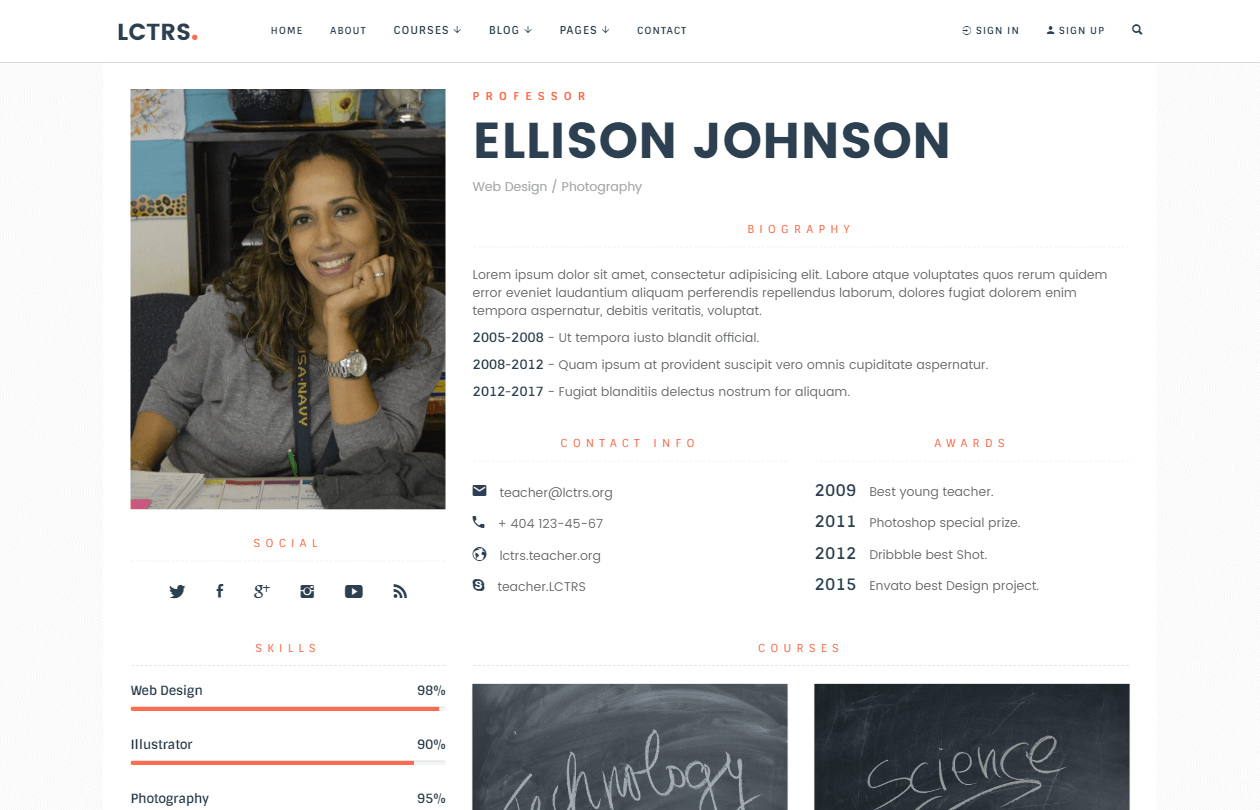 LCTRS.
HOME ABOUT COURSES ↓ BLOG ↓ PAGES ↓ CONTACT SIGN IN SIGN UP
PROFESSOR
ELLISON JOHNSON
Web Design / Photography
BIOGRAPHY
Lorem ipsum dolor sit amet, consectetur adipisicing elit. Labore atque voluptates quos rerum quidem
error eveniet laudantium aliquam perferendis repellendus laborum, dolores fugiat dolorem enim
tempora aspernatur, debitis veritatis, voluptat.
2005-2008 - Ut tempora iusto blandit official.
2008-2012 - Quam ipsum at provident suscipit vero omnis cupiditate aspernatur.
2012-2017 - Fugiat blanditiis delectus nostrum for aliquam.
ISA·NAVY
CONTACT INFO
teacher@lctrs.org
+ 404 123-45-67
lctrs.teacher.org
teacher.LCTRS
AWARDS
2009 Best young teacher.
2011 Photoshop special prize.
2012 Dribbble best Shot.
2015 Envato best Design project.
SOCIAL
SKILLS
Web Design 98%
Illustrator 90%
Photography 95%
COURSES
Technology
Science